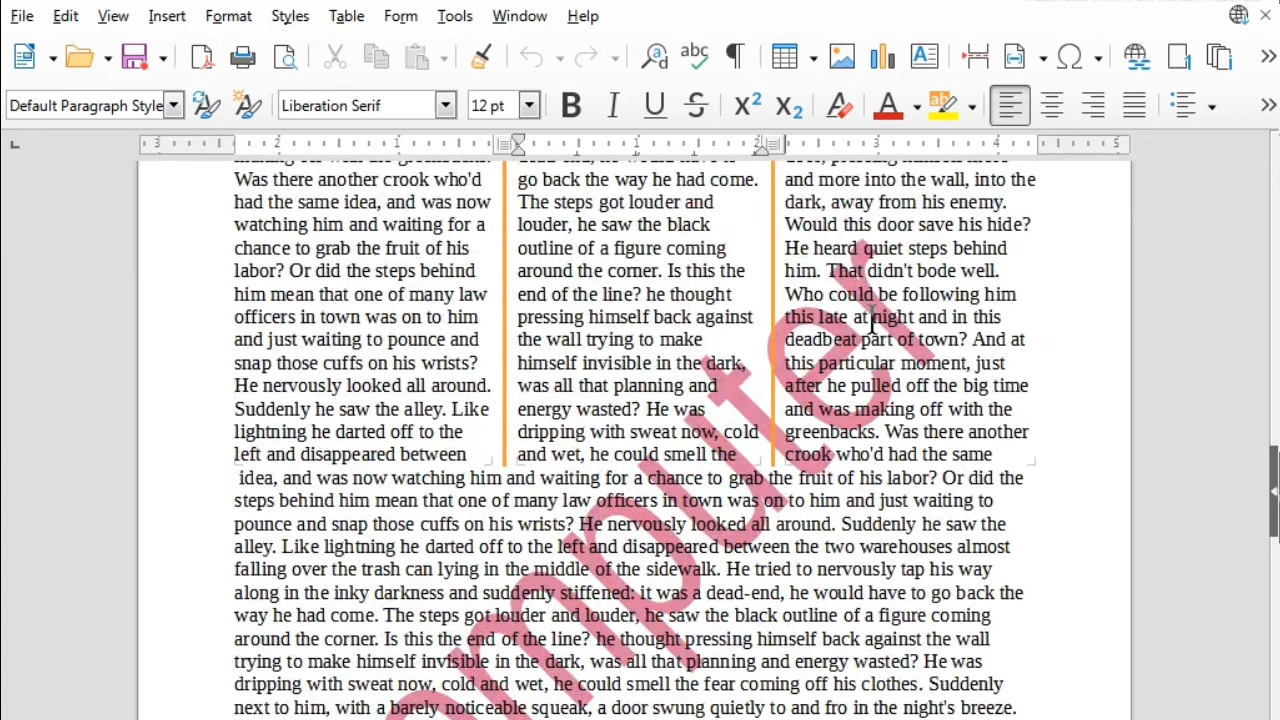 File Edit View Insert Format Styles Table Form Tools Window Help
Default Paragraph Style Liberation Serif 12 pt
3 2 1 1 2 3 4 5
Was there another crook who'd
had the same idea, and was now
watching him and waiting for a
chance to grab the fruit of his
labor? Or did the steps behind
him mean that one of many law
officers in town was on to him
and just waiting to pounce and
snap those cuffs on his wrists?
He nervously looked all around.
Suddenly he saw the alley. Like
lightning he darted off to the
left and disappeared between
go back the way he had come.
The steps got louder and
louder, he saw the black
outline of a figure coming
around the corner. Is this the
end of the line? he thought
pressing himself back against
the wall trying to make
himself invisible in the dark,
was all that planning and
energy wasted? He was
dripping with sweat now, cold
and wet, he could smell the
and more into the wall, into the
dark, away from his enemy.
Would this door save his hide?
He heard quiet steps behind
him. That didn't bode well.
Who could be following him
this late at night and in this
deadbeat part of town? And at
this particular moment, just
after he pulled off the big time
and was making off with the
greenbacks. Was there another
crook who'd had the same
idea, and was now watching him and waiting for a chance to grab the fruit of his labor? Or did the
steps behind him mean that one of many law officers in town was on to him and just waiting to
pounce and snap those cuffs on his wrists? He nervously looked all around. Suddenly he saw the
alley. Like lightning he darted off to the left and disappeared between the two warehouses almost
falling over the trash can lying in the middle of the sidewalk. He tried to nervously tap his way
along in the inky darkness and suddenly stiffened: it was a dead-end, he would have to go back the
way he had come. The steps got louder and louder, he saw the black outline of a figure coming
around the corner. Is this the end of the line? he thought pressing himself back against the wall
trying to make himself invisible in the dark, was all that planning and energy wasted? He was
dripping with sweat now, cold and wet, he could smell the fear coming off his clothes. Suddenly
next to him, with a barely noticeable squeak, a door swung quietly to and fro in the night's breeze.
mputer